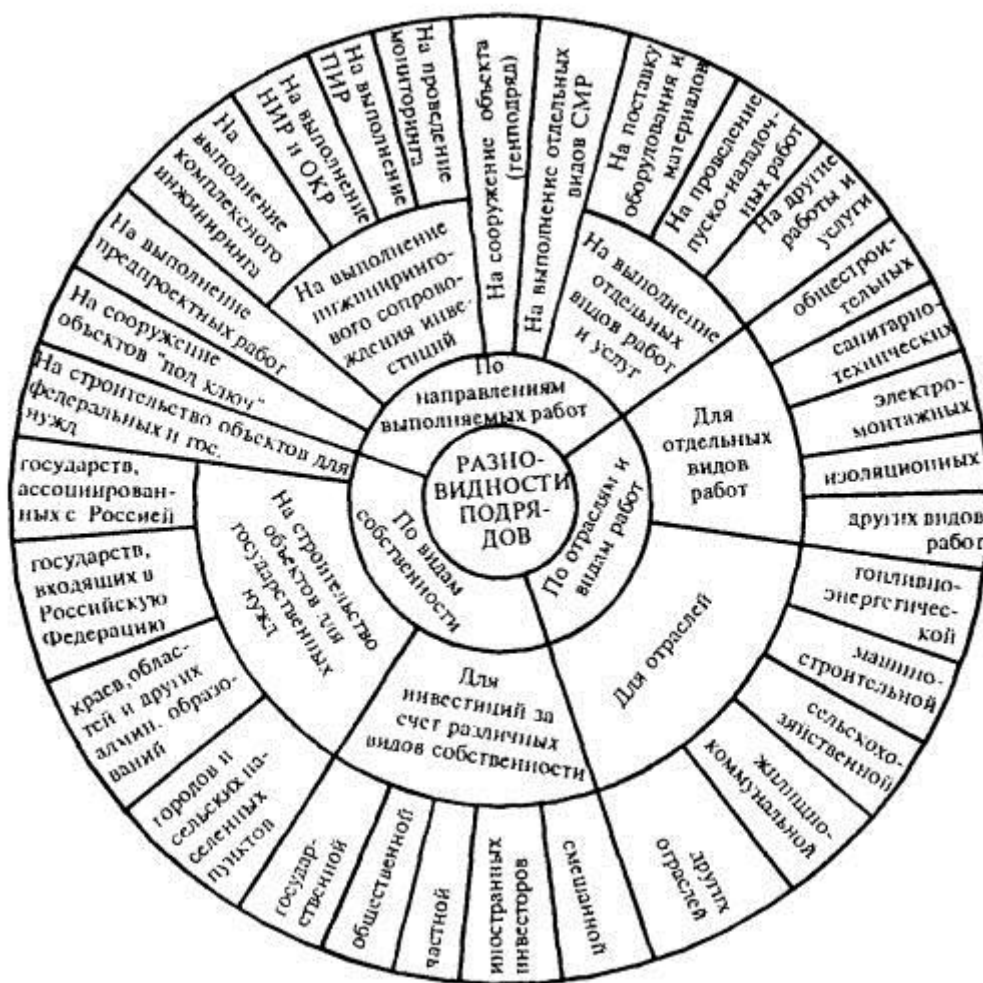 РАЗНО-
ВИДНОСТИ
ПОДРЯ-
ДОВ
По
направлениям
выполняемых работ
На строительство объектов для
федеральных и гос.
нужд
На сооружение
объектов "под ключ"
На выполнение
предпроектных работ
На выполнение
инжиниринго-
вого сопрово-
ждения инве-
стиций
На
выполнение
комплексного
инжиниринга
На выполнение
НИР и ОКР
На выполнение
ПИР
На проведение
мониторинга
На сооружение объекта
(генподряд)
На выполнение отдельных
видов СМР
На выполнение
отдельных
видов работ
и услуг
На поставку
оборудования и
материалов
На проведение
пуско-наладоч-
ных работ
На другие
работы и
услуги
По отраслям и
видам работ
Для
отдельных
видов
работ
общестрои-
тельных
санитарно-
технических
электро-
монтажных
изоляционных
других видов
работ
Для отраслей
топливно-
энергетичес-
кой
машино-
строительной
сельскохо-
зяйственной
жилищно-
коммунальной
других
отраслей
По видам
собственности
Для
инвестиций за
счет различных
видов собственности
смешанной
иностранных
инвесторов
частной
общественной
государ-
ственной
На строительство
объектов для
государственных
нужд
городов и
сельских на-
селенных
пунктов
краев, облас-
тей и других
админ. образо-
ваний
государств,
входящих в
Российскую
Федерацию
государств,
ассоциирован-
ных с Россией